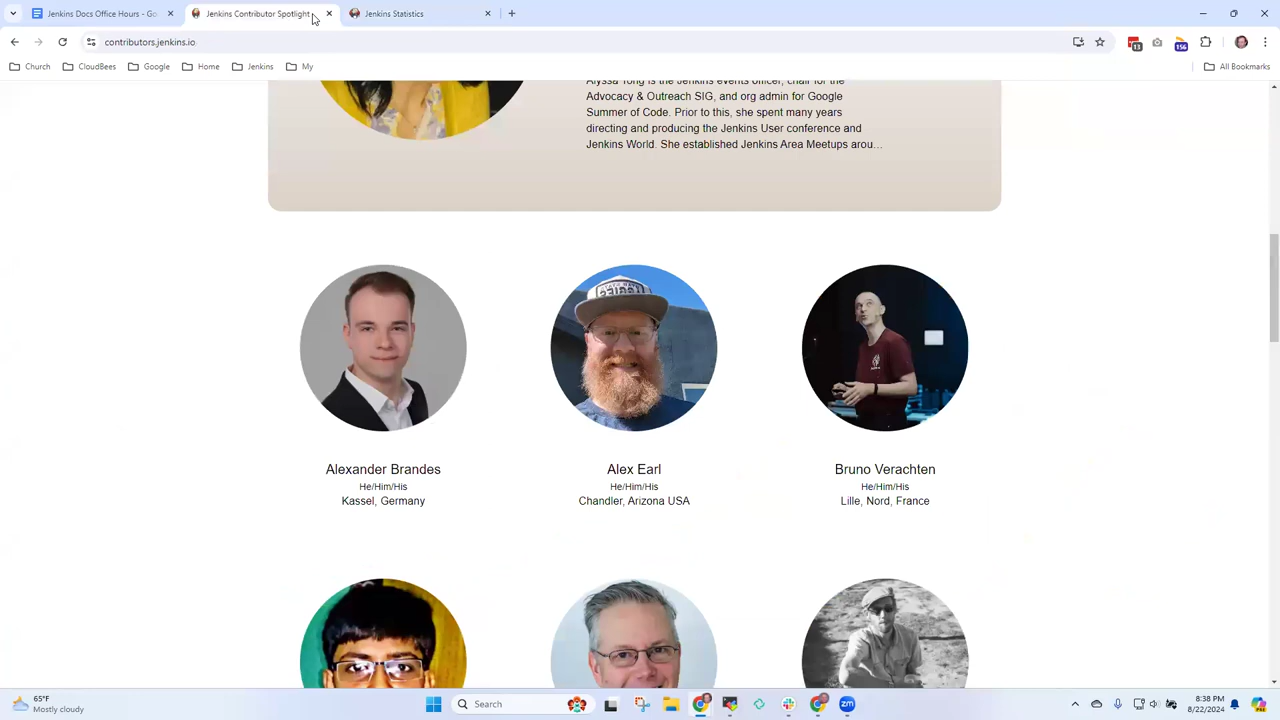 Jenkins Docs Office Hours - Go
Jenkins Contributor Spotlight
Jenkins Statistics
contributors.jenkins.io
13
156
Church
CloudBees
Google
Home
Jenkins
My
All Bookmarks
Alyssa Tong is the Jenkins events officer, chair for the
Advocacy & Outreach SIG, and org admin for Google
Summer of Code. Prior to this, she spent many years
directing and producing the Jenkins User conference and
Jenkins World. She established Jenkins Area Meetups arou...
Alexander Brandes
He/Him/His
Kassel, Germany
Alex Earl
He/Him/His
Chandler, Arizona USA
Bruno Verachten
He/Him/His
Lille, Nord, France
65°F
Mostly cloudy
Search
zm
8:38 PM
8/22/2024